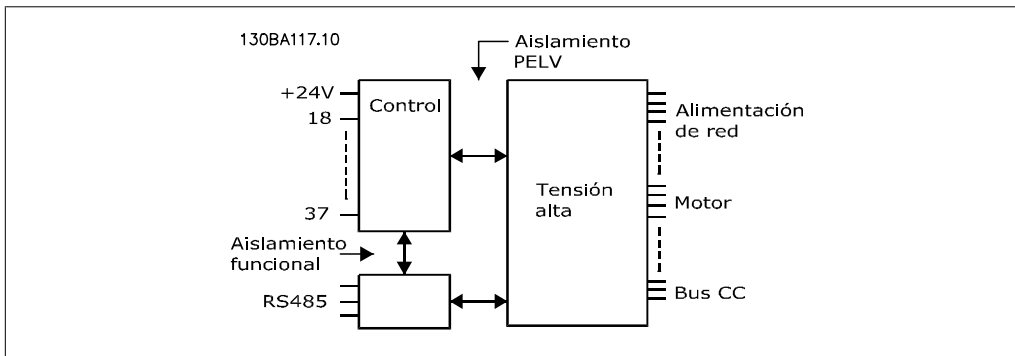 130BA117.10
Aislamiento
PELV
+24V
Control
18
37
Aislamiento
funcional
RS485
Tensión
alta
Alimentación
de red
Motor
Bus CC